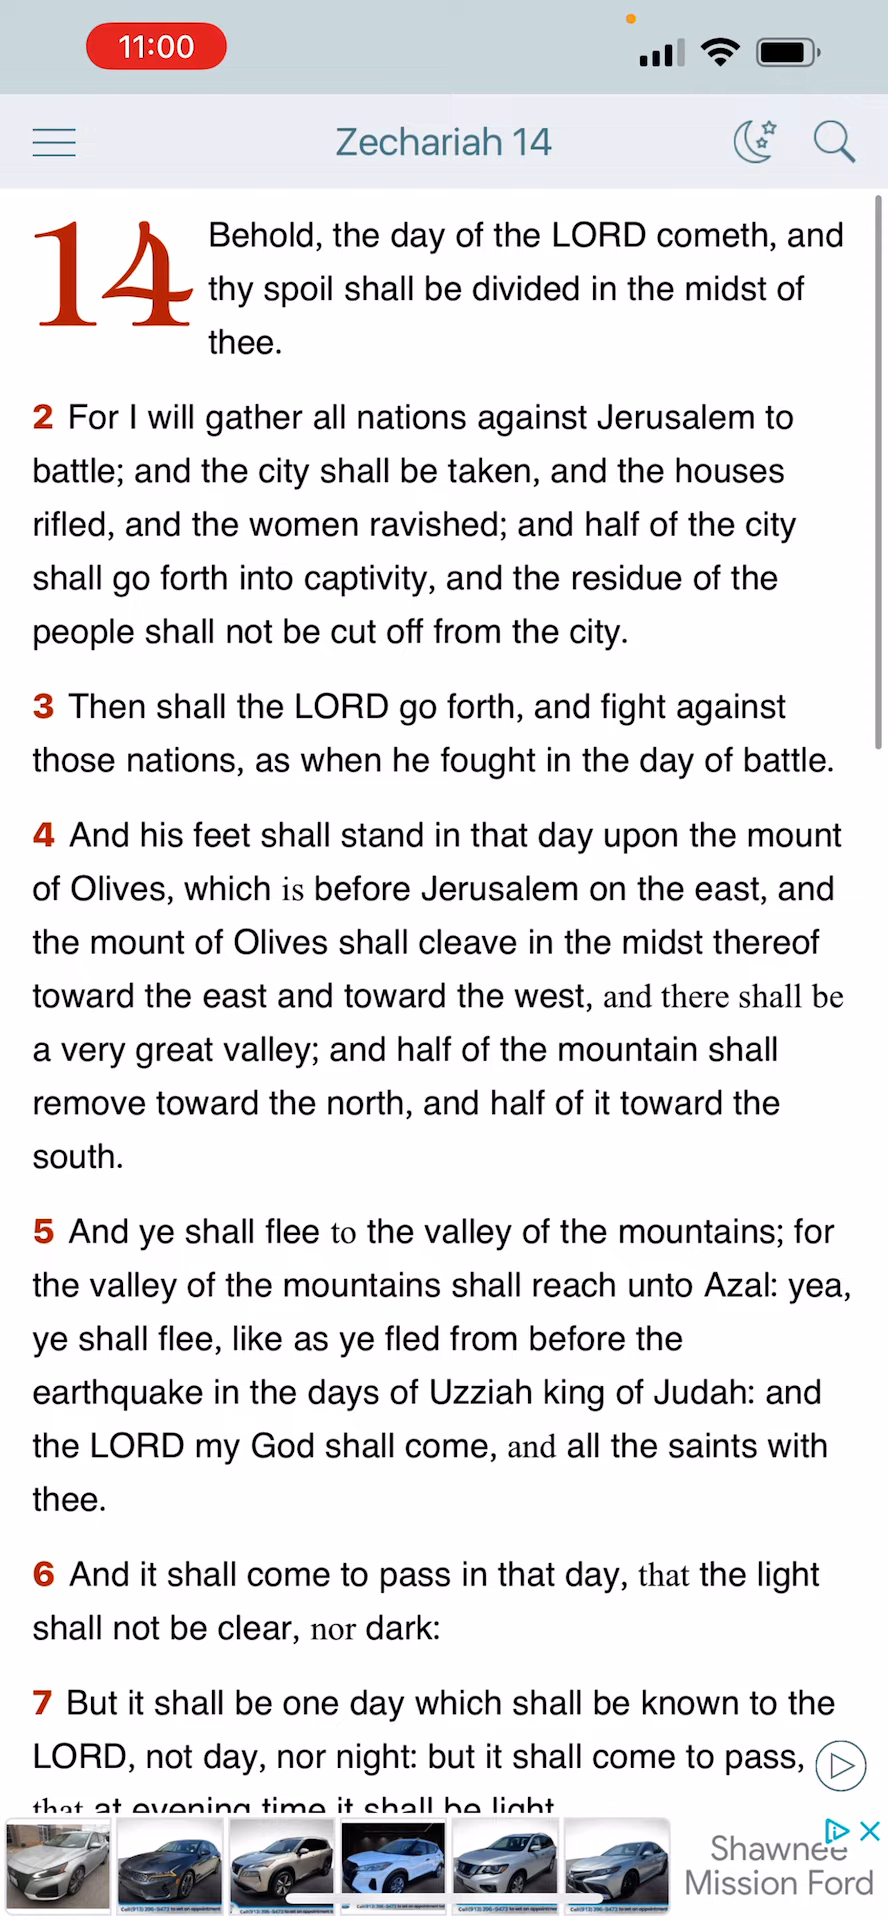 11:00
Zechariah 14
14 Behold, the day of the LORD cometh, and
thy spoil shall be divided in the midst of
thee.
2 For I will gather all nations against Jerusalem to
battle; and the city shall be taken, and the houses
rifled, and the women ravished; and half of the city
shall go forth into captivity, and the residue of the
people shall not be cut off from the city.
3 Then shall the LORD go forth, and fight against
those nations, as when he fought in the day of battle.
4 And his feet shall stand in that day upon the mount
of Olives, which is before Jerusalem on the east, and
the mount of Olives shall cleave in the midst thereof
toward the east and toward the west, and there shall be
a very great valley; and half of the mountain shall
remove toward the north, and half of it toward the
south.
5 And ye shall flee to the valley of the mountains; for
the valley of the mountains shall reach unto Azal: yea,
ye shall flee, like as ye fled from before the
earthquake in the days of Uzziah king of Judah: and
the LORD my God shall come, and all the saints with
thee.
6 And it shall come to pass in that day, that the light
shall not be clear, nor dark:
7 But it shall be one day which shall be known to the
LORD, not day, nor night: but it shall come to pass,
that at evening time it shall be light.
Shawnee
Mission Ford